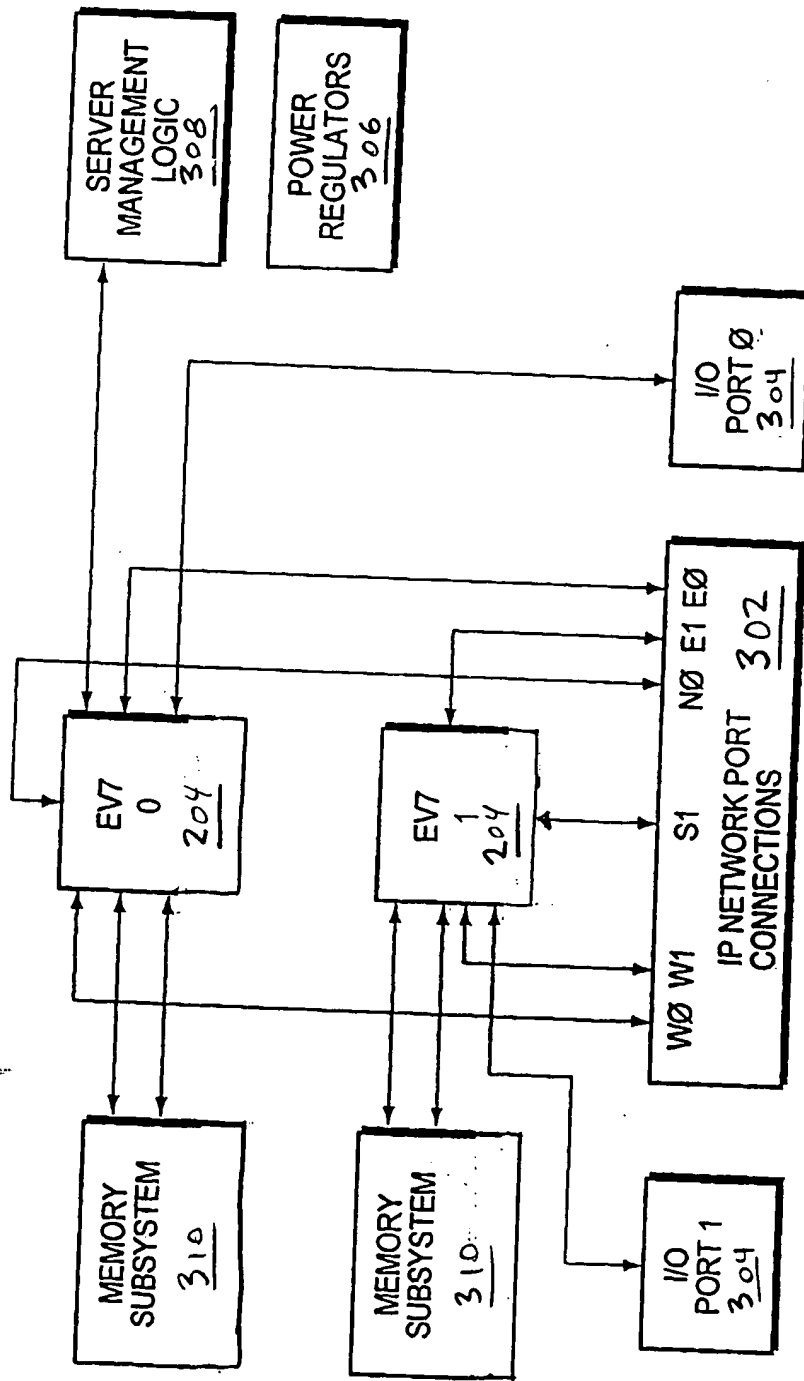 MEMORY
SUBSYSTEM
310
EV7
0
204
SERVER
MANAGEMENT
LOGIC
308
POWER
REGULATORS
306
MEMORY
SUBSYSTEM
310
EV7
1
204
I/O
PORT 1
304
WØ W1 S1 NØ E1 EØ
IP NETWORK PORT
CONNECTIONS
302
I/O
PORT Ø
304